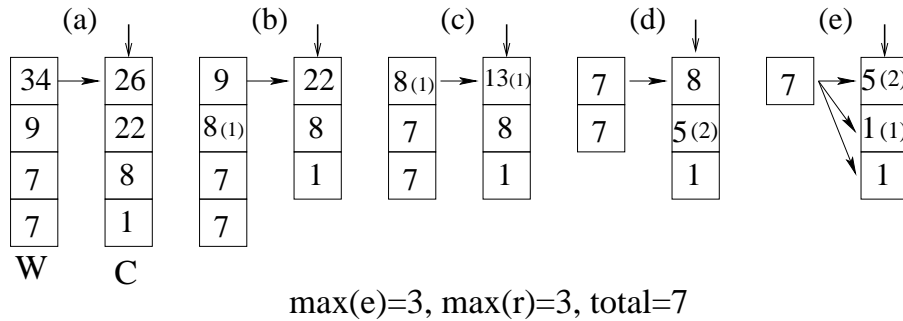 (a) (b) (c) (d) (e)
34 26 9 22 8(1) 13(1) 7 8 7 5(2)
9 22 8(1) 8 7 8 7 5(2) 1(1)
7 8 7 1 7 1 1 1
7 1 7
W C
max(e)=3, max(r)=3, total=7